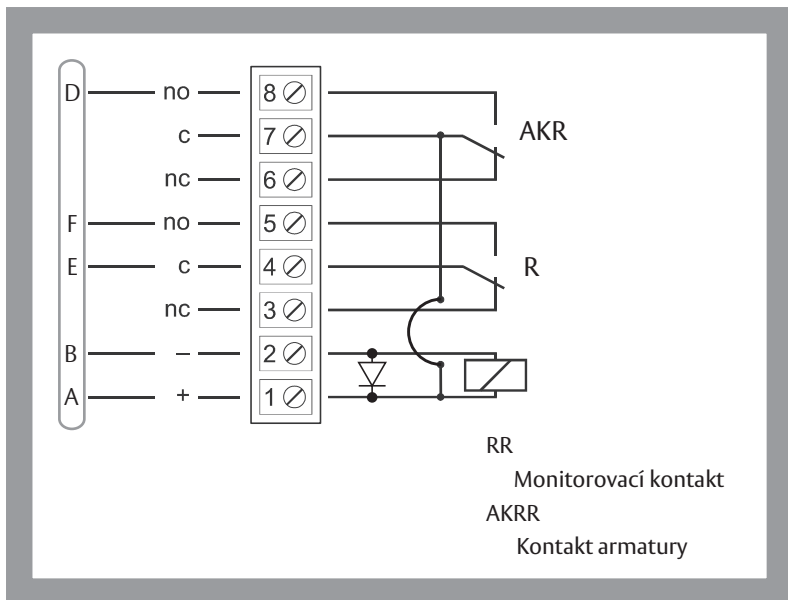 D no 8
c 7 AKR
nc 6
F no 5
E c 4 R
nc 3
B – 2
A + 1
RR
Monitorovací kontakt
AKRR
Kontakt armatury